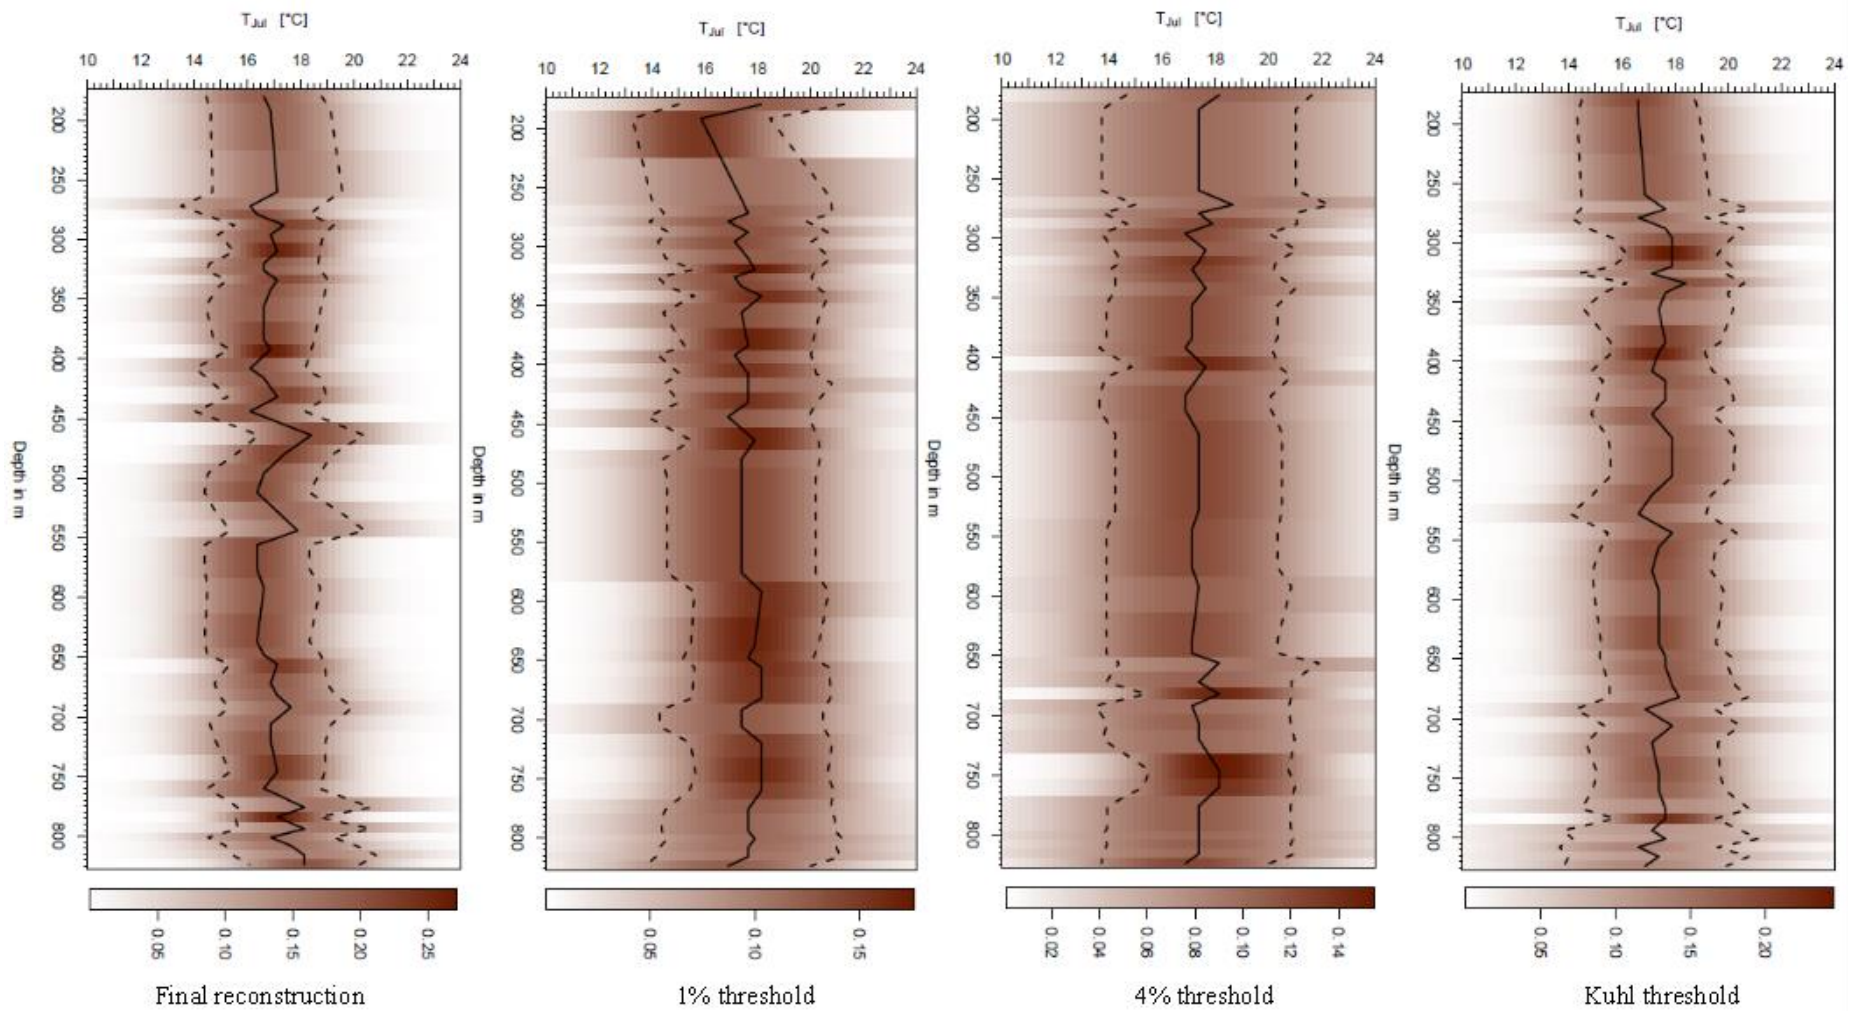 T_Jul [°C]
10 12 14 16 18 20 22 24
200 250 300 350 400 450 500 550 600 650 700 750 800
Depth in m
0.05 0.10 0.15 0.20 0.25
Final reconstruction
T_Jul [°C]
10 12 14 16 18 20 22 24
200 250 300 350 400 450 500 550 600 650 700 750 800
Depth in m
0.05 0.10 0.15
1% threshold
T_Jul [°C]
10 12 14 16 18 20 22 24
200 250 300 350 400 450 500 550 600 650 700 750 800
Depth in m
0.02 0.04 0.06 0.08 0.10 0.12 0.14
4% threshold
T_Jul [°C]
10 12 14 16 18 20 22 24
200 250 300 350 400 450 500 550 600 650 700 750 800
Depth in m
0.05 0.10 0.15 0.20
Kuhl threshold